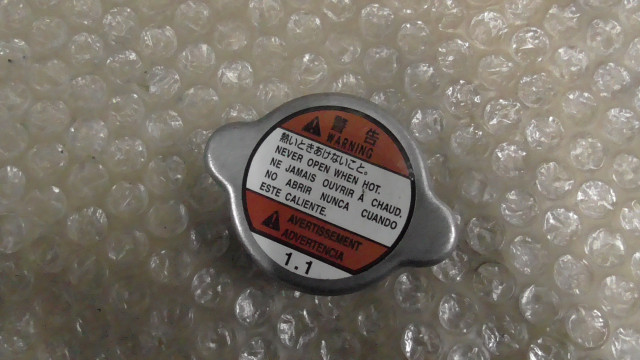 警告
WARNING
熱いときあけないこと。
NEVER OPEN WHEN HOT.
NE JAMAIS OUVRIR À CHAUD.
NO ABRIR NUNCA CUANDO
ESTE CALIENTE.
AVERTISSEMENT
ADVERTENCIA
1.1